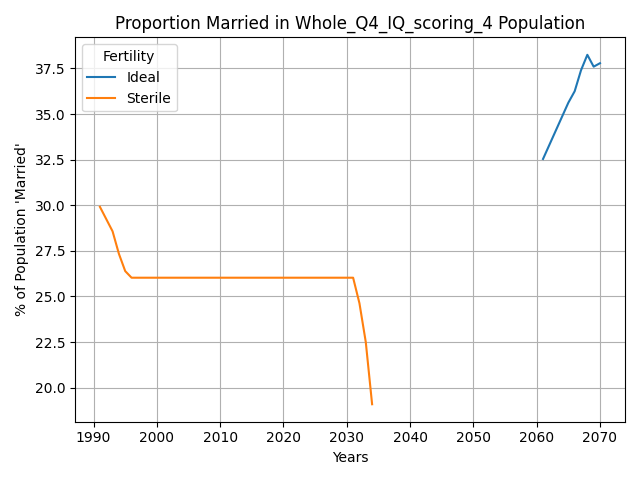 Proportion Married in Whole_Q4_IQ_scoring_4 Population
Fertility
Ideal
Sterile
% of Population 'Married'
37.5
35.0
32.5
30.0
27.5
25.0
22.5
20.0
1990 2000 2010 2020 2030 2040 2050 2060 2070
Years